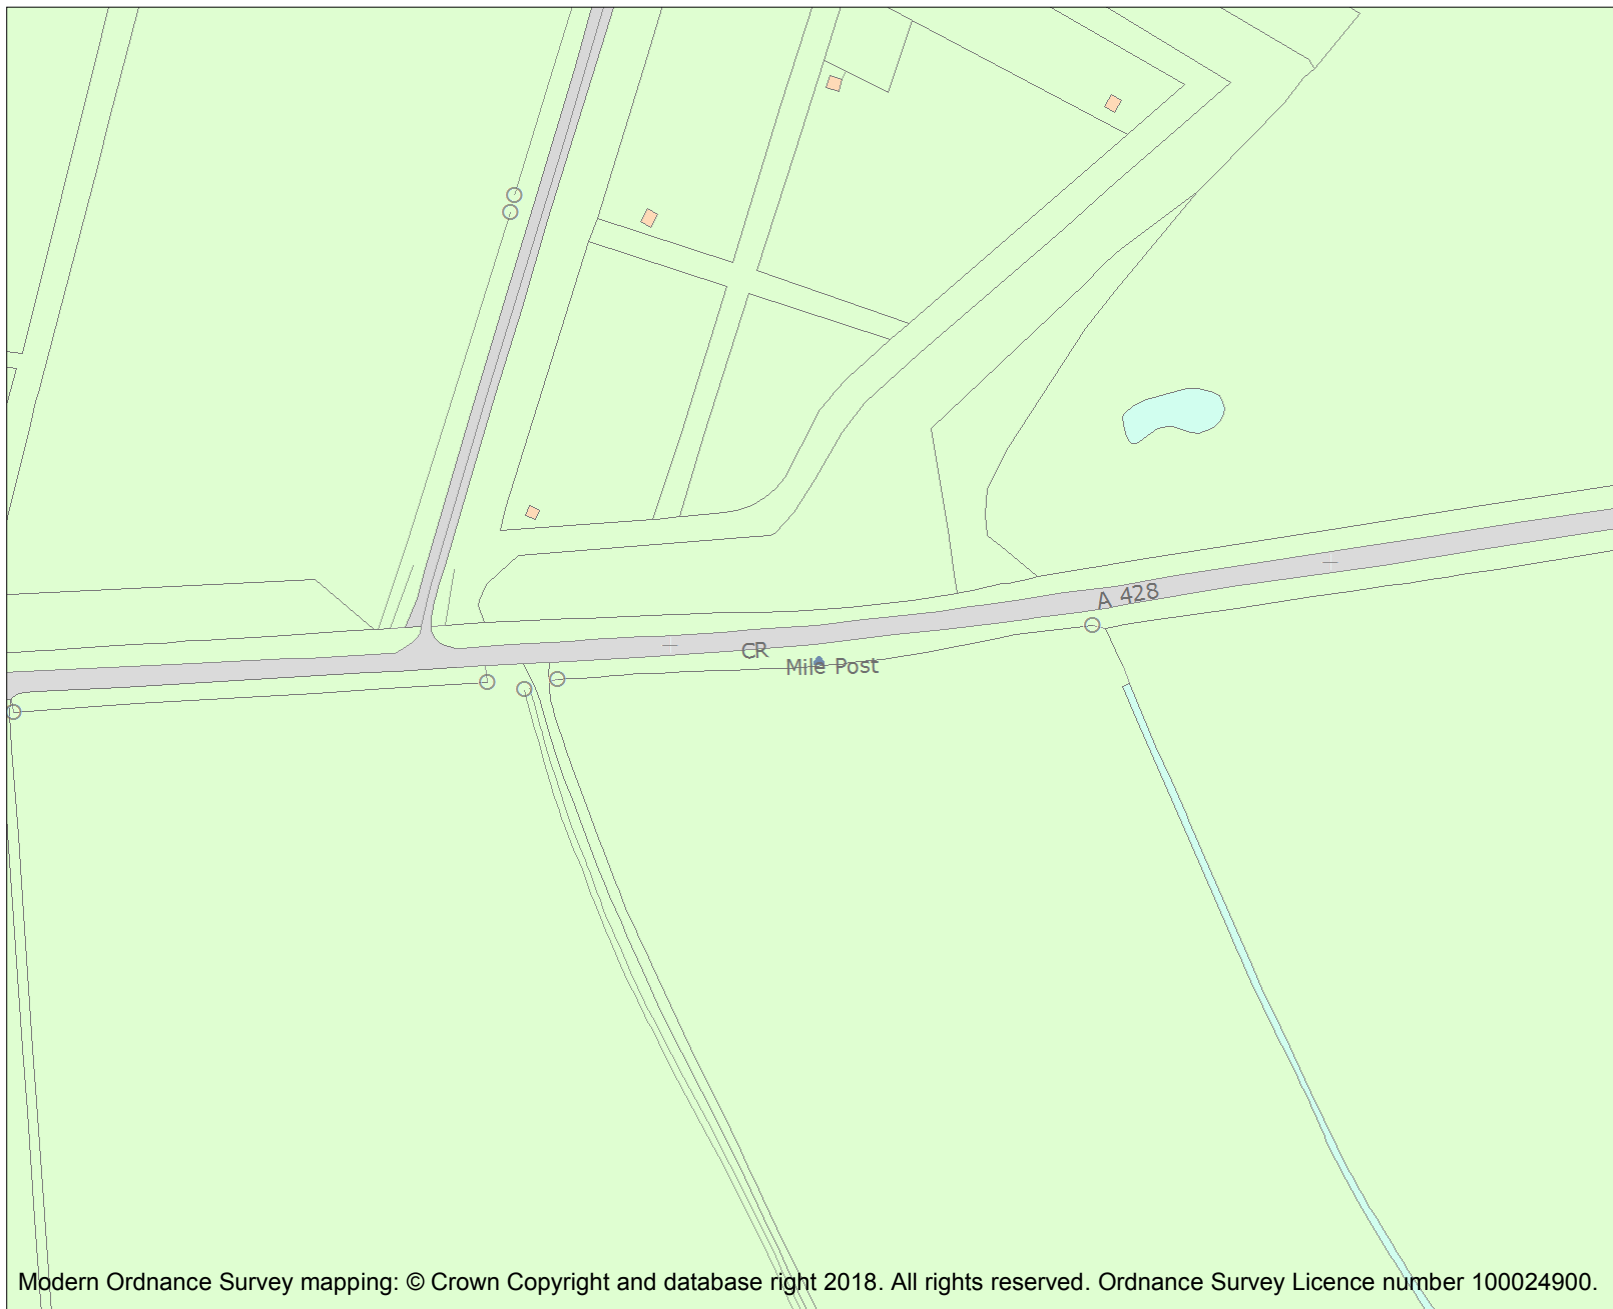 A 428
CR
Mile Post
Modern Ordnance Survey mapping: © Crown Copyright and database right 2018. All rights reserved. Ordnance Survey Licence number 100024900.